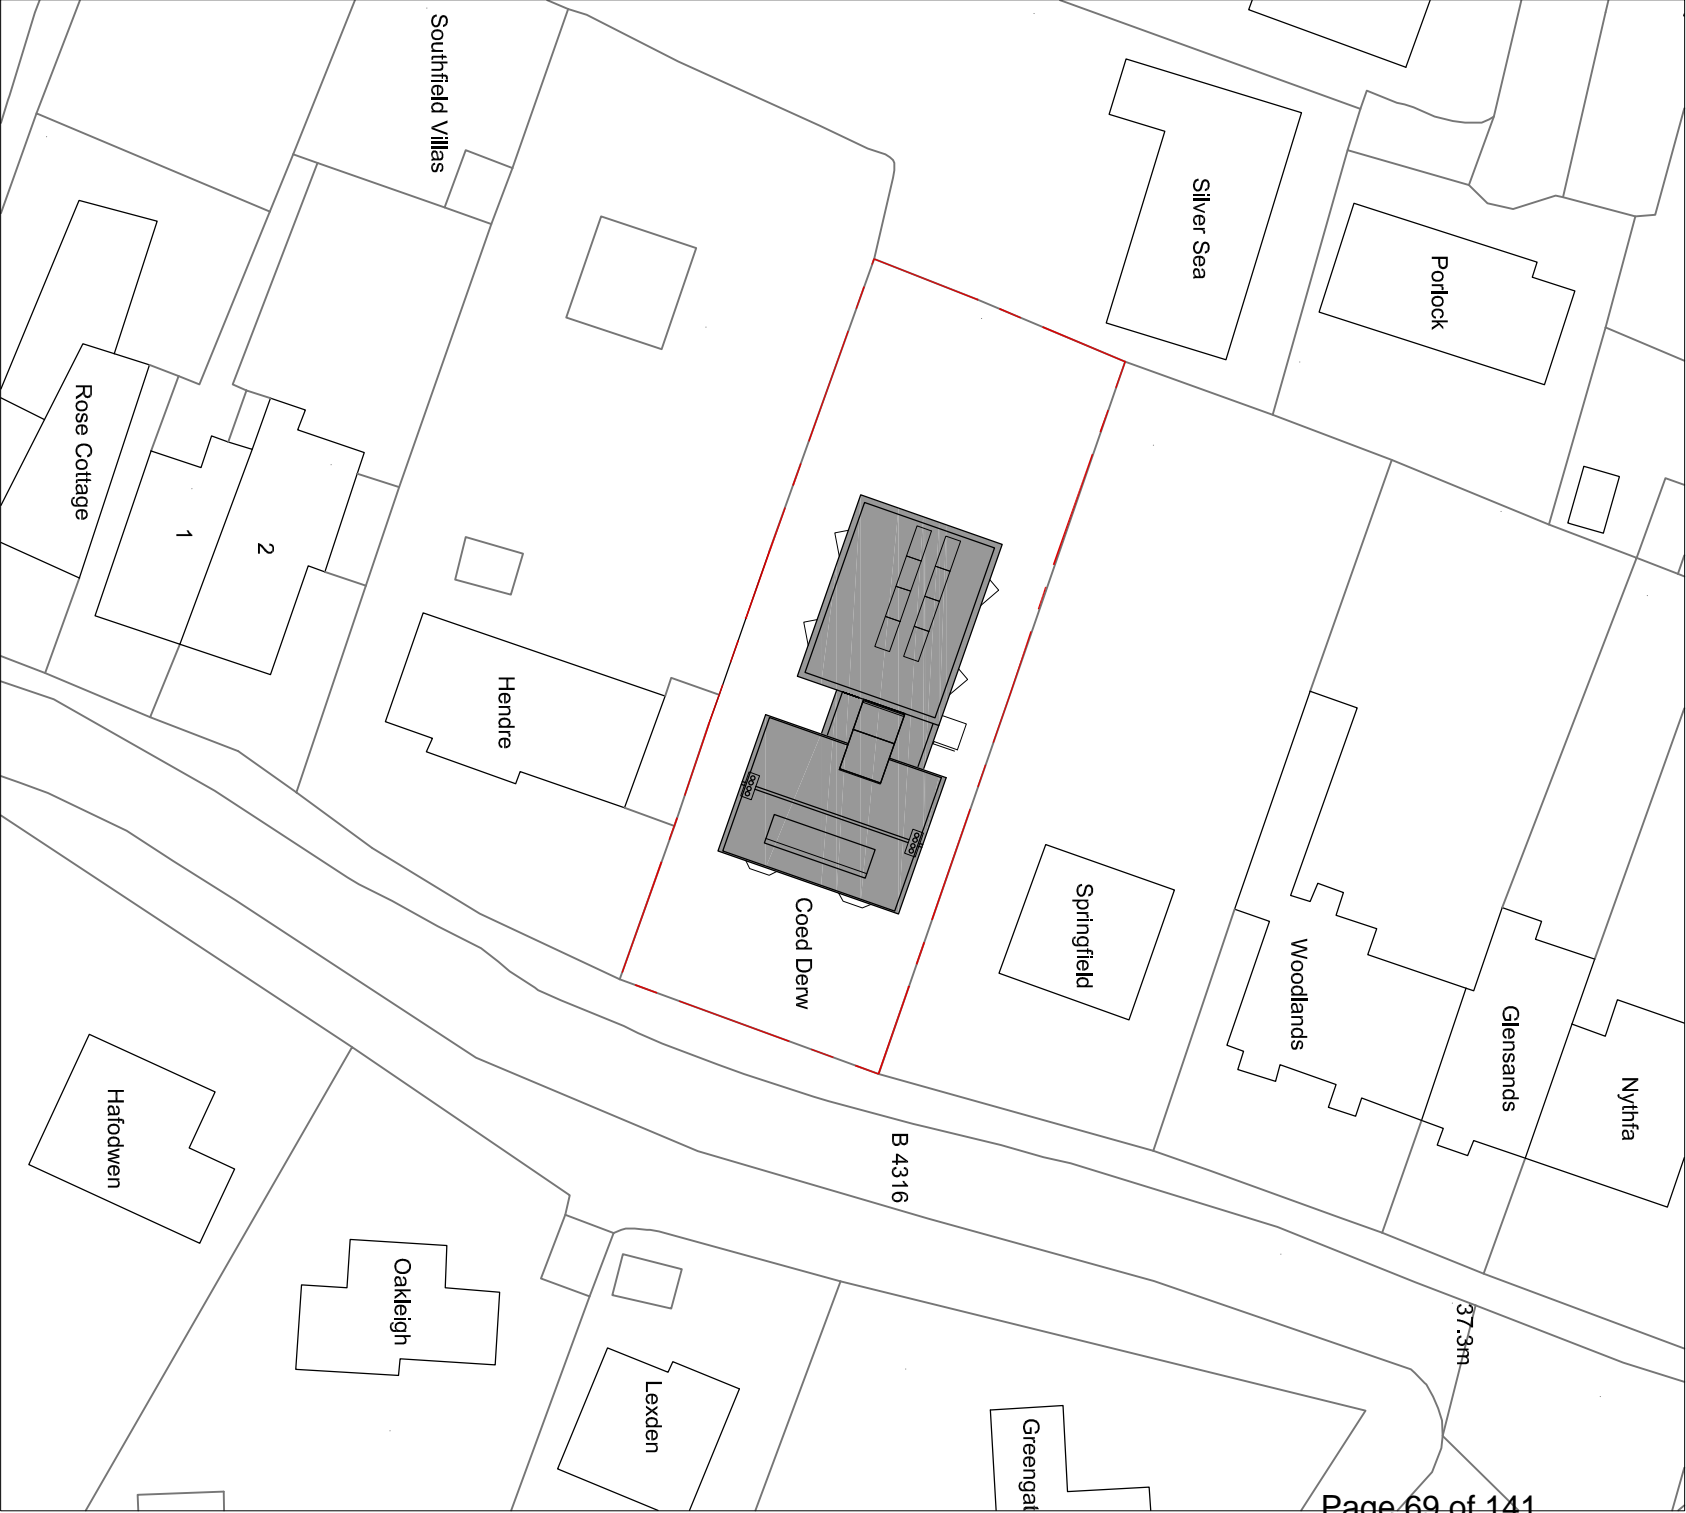 Southfield Villas
Silver Sea
Porlock
Rose Cottage
1
2
Hendre
Coed Derw
Springfield
Woodlands
Glensands
Nythfa
B 4316
Hafodwen
Oakleigh
Lexden
Greengat
37.3m
Page 69 of 141